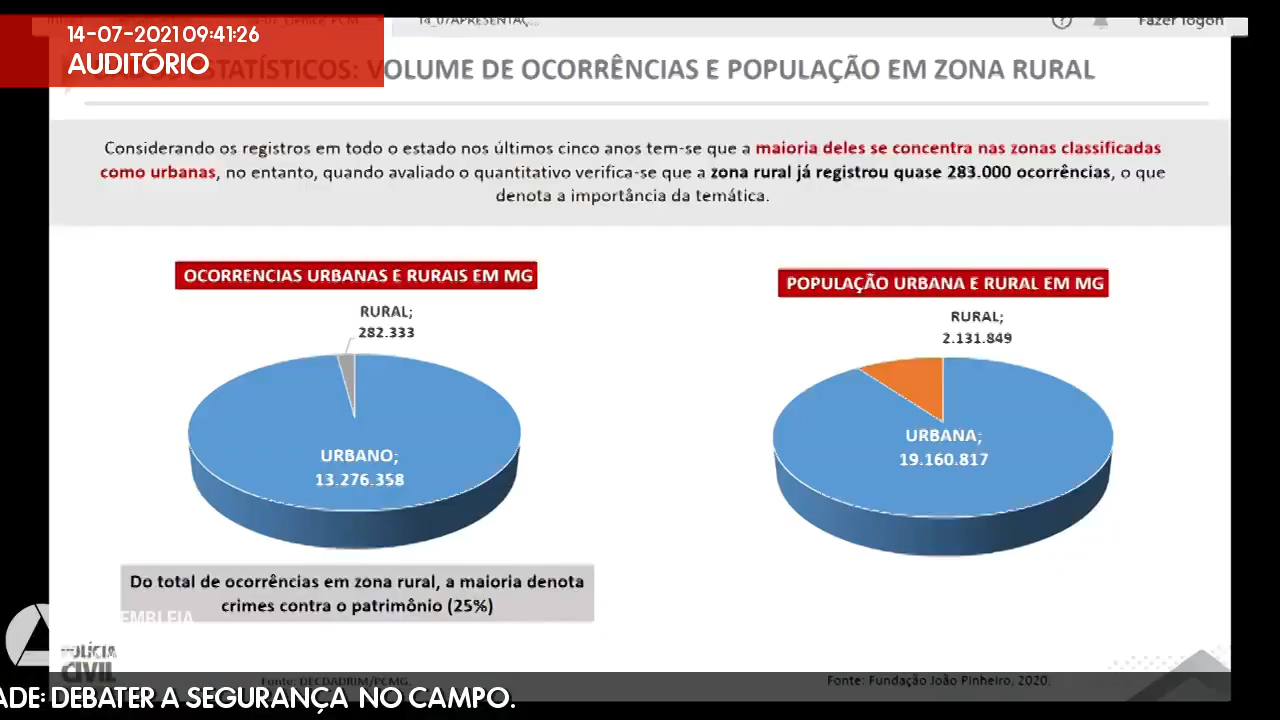 14_07APRESENTAÇ...
Fazer logon
14-07-2021 09:41:26
AUDITÓRIO
STATÍSTICOS: VOLUME DE OCORRÊNCIAS E POPULAÇÃO EM ZONA RURAL
Considerando os registros em todo o estado nos últimos cinco anos tem-se que a maioria deles se concentra nas zonas classificadas
como urbanas, no entanto, quando avaliado o quantitativo verifica-se que a zona rural já registrou quase 283.000 ocorrências, o que
denota a importância da temática.
OCORRENCIAS URBANAS E RURAIS EM MG
RURAL;
282.333
URBANO;
13.276.358
POPULAÇÃO URBANA E RURAL EM MG
RURAL;
2.131.849
URBANA;
19.160.817
Do total de ocorrências em zona rural, a maioria denota
crimes contra o patrimônio (25%)
EMBLEIA
POLÍCIA
CIVIL
Fonte: DECDADRIM/PCMG.
Fonte: Fundação João Pinheiro, 2020.
ADE: DEBATER A SEGURANÇA NO CAMPO.